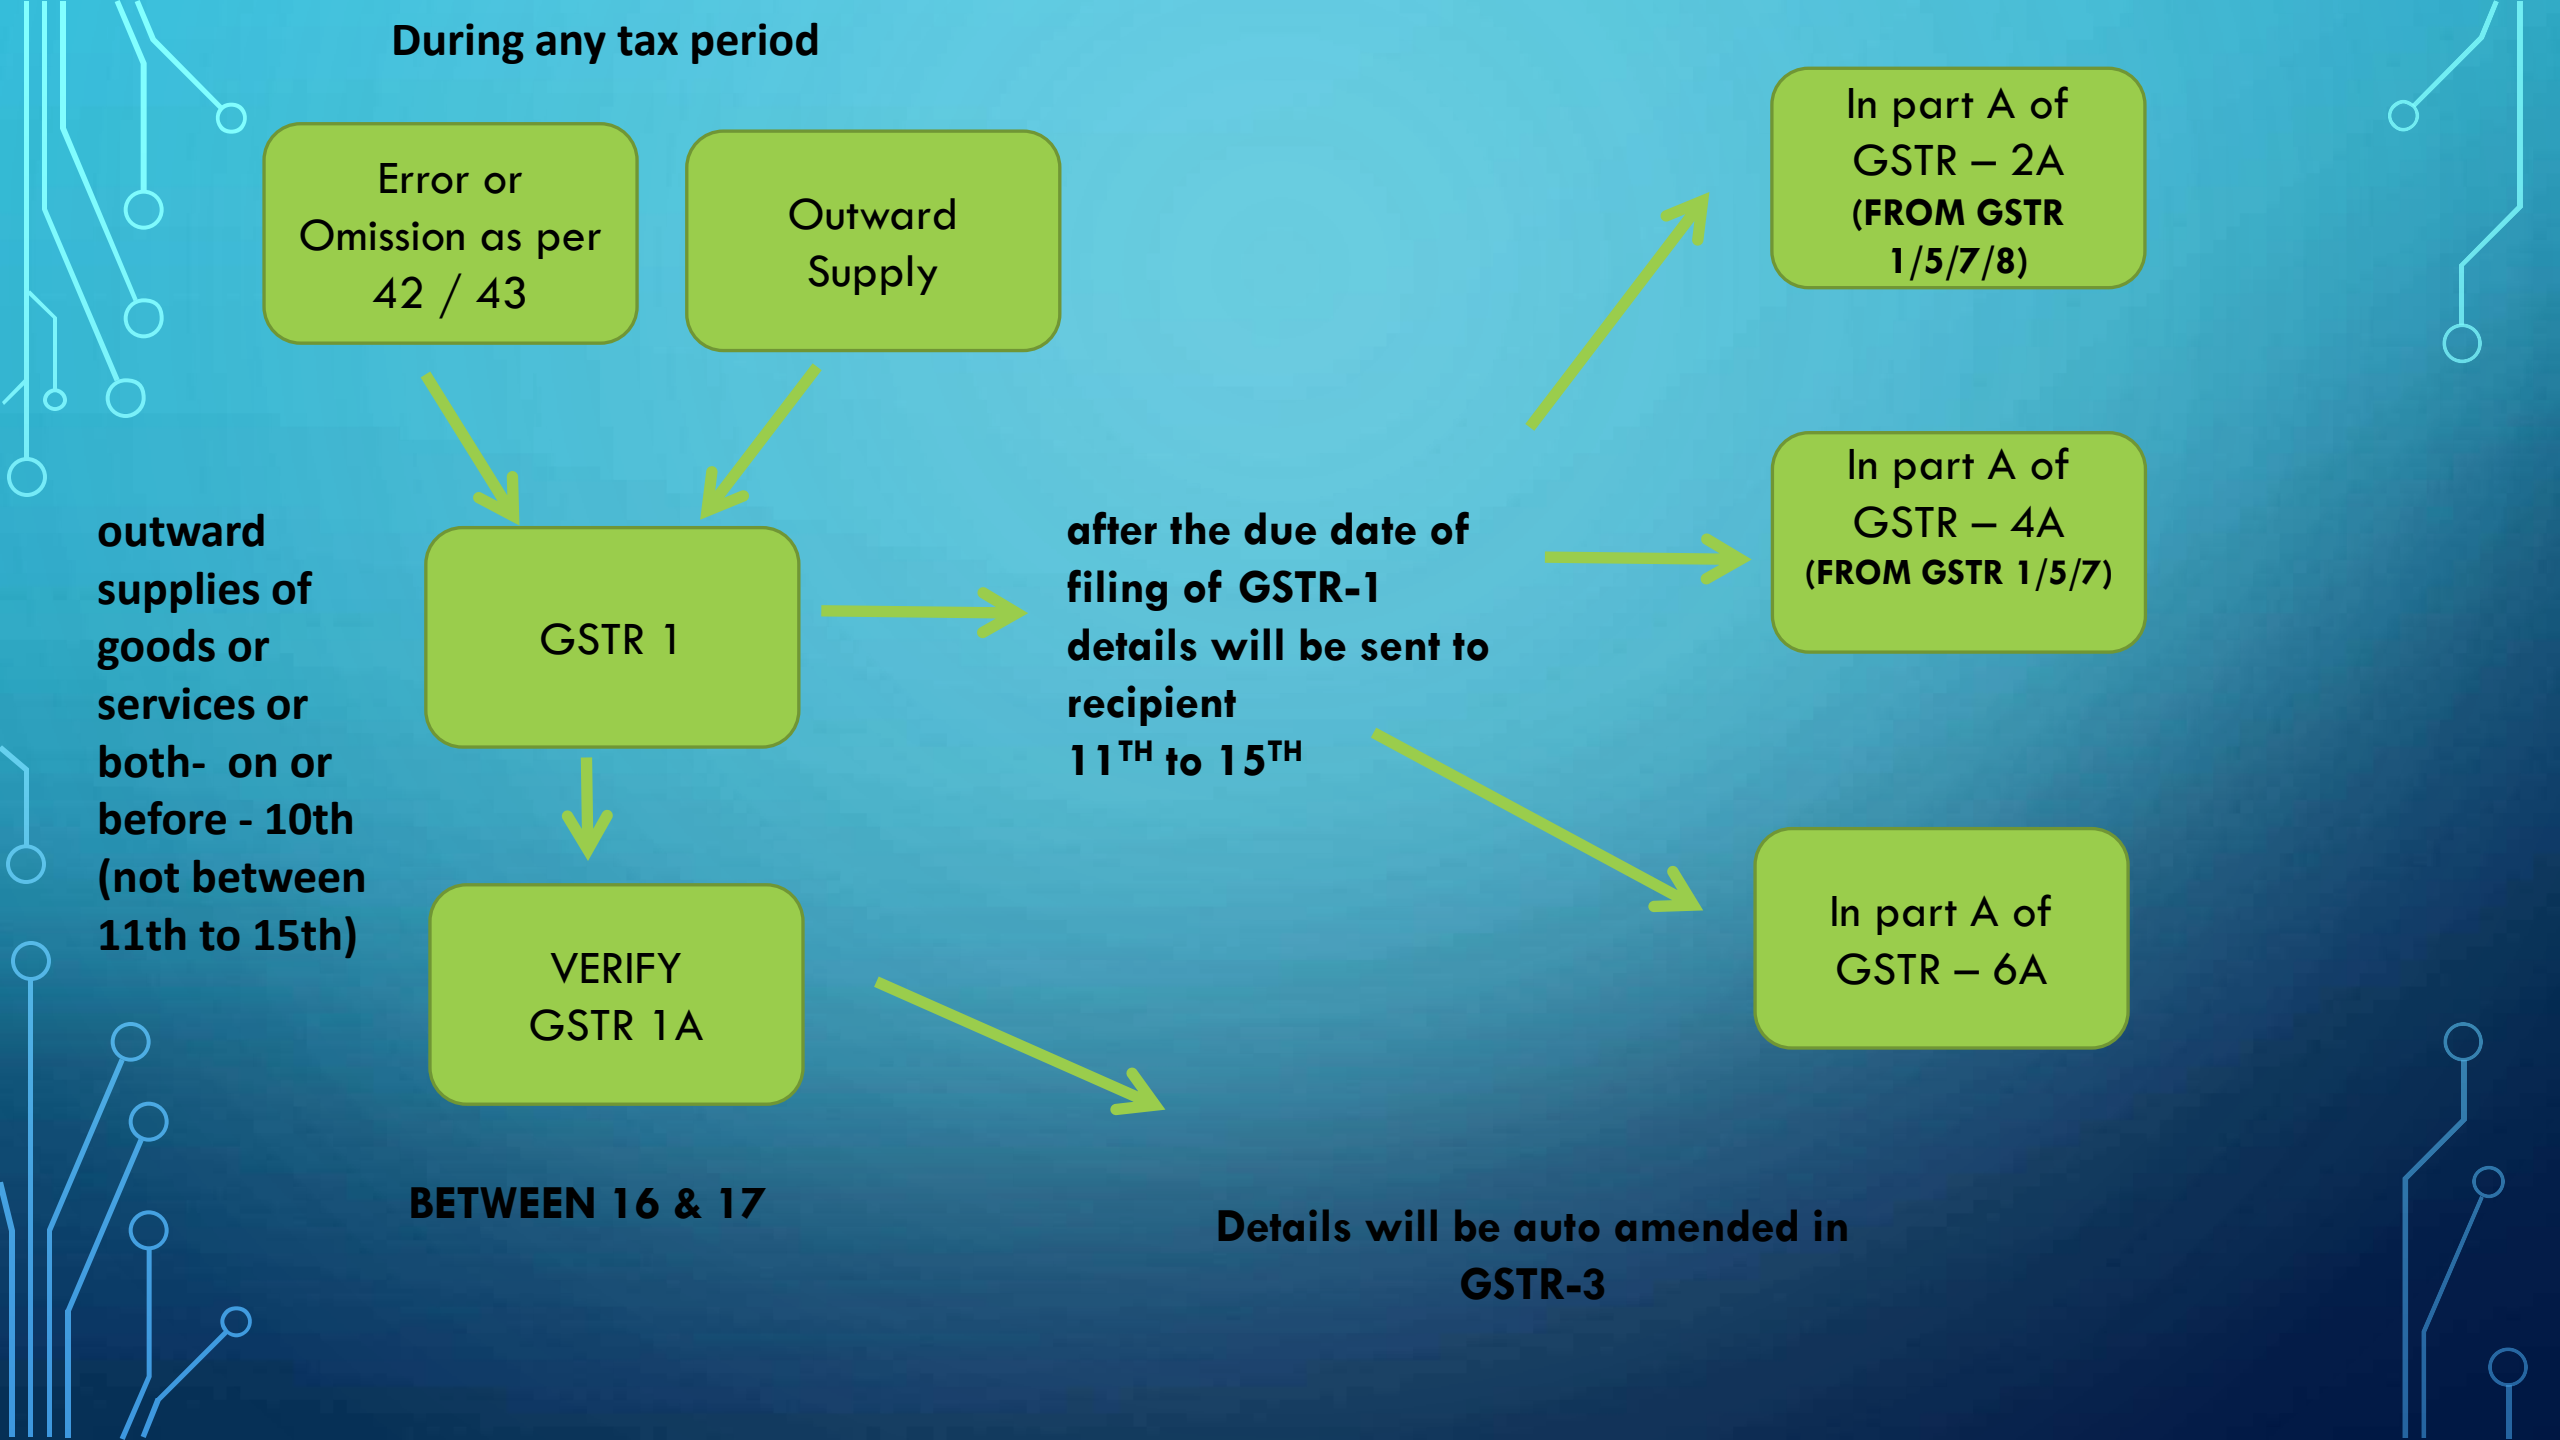 During any tax period
Error or
Omission as per
42 / 43
Outward
Supply
outward
supplies of
goods or
services or
both-  on or
before - 10th
(not between
11th to 15th)
GSTR 1
VERIFY
GSTR 1A
BETWEEN 16 & 17
after the due date of
filing of GSTR-1
details will be sent to
recipient
11TH to 15TH
In part A of
GSTR – 2A
(FROM GSTR
1/5/7/8)
In part A of
GSTR – 4A
(FROM GSTR 1/5/7)
In part A of
GSTR – 6A
Details will be auto amended in
GSTR-3